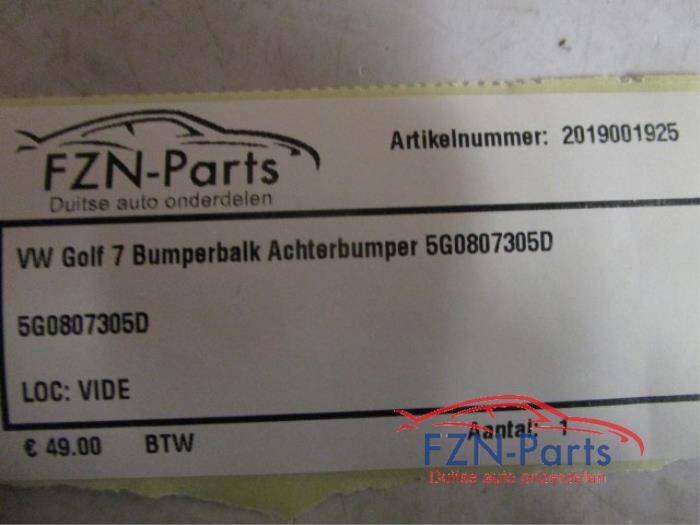 FZN-Parts
Duitse auto onderdelen
Artikelnummer: 2019001925
VW Golf 7 Bumperbalk Achterbumper 5G0807305D
5G0807305D
LOC: VIDE
€ 49.00 BTW
Aantal: 1
FZN-Parts
Duitse auto onderdelen